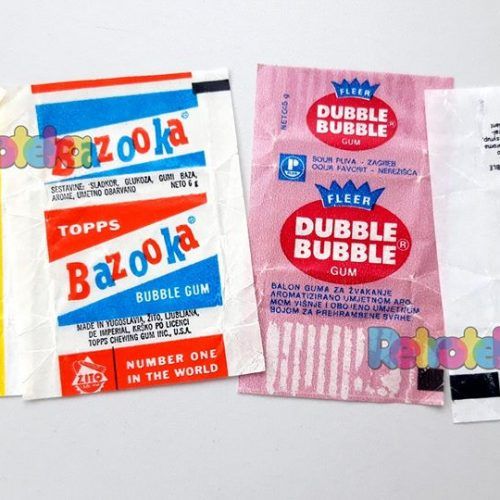 Bazooka®
SESTAVINE: SLADKOR, GLUKOZA, GUMI BAZA,
AROME, UMETNO OBARVANO NETO 6 g
TOPPS
Bazooka®
BUBBLE GUM
MADE IN YUGOSLAVIA, ŽITO, LJUBLJANA,
DE IMPERIAL, KRŠKO PO LICENCI
TOPPS CHEWING GUM INC., U.S.A.
ŽITO
NUMBER ONE
IN THE WORLD
FLEER
DUBBLE
BUBBLE®
GUM
NETO 5 g
P
SOUR PLIVA - ZAGREB
OOUR FAVORIT - NEREZIŠĆA
FLEER
DUBBLE
BUBBLE®
GUM
BALON GUMA ZA ŽVAKANJE
AROMATIZIRANO UMJETNOM ARO-
MOM VIŠNJE I OBOJENO UMJETNOM
BOJOM ZA PREHRAMBENE SVRHE